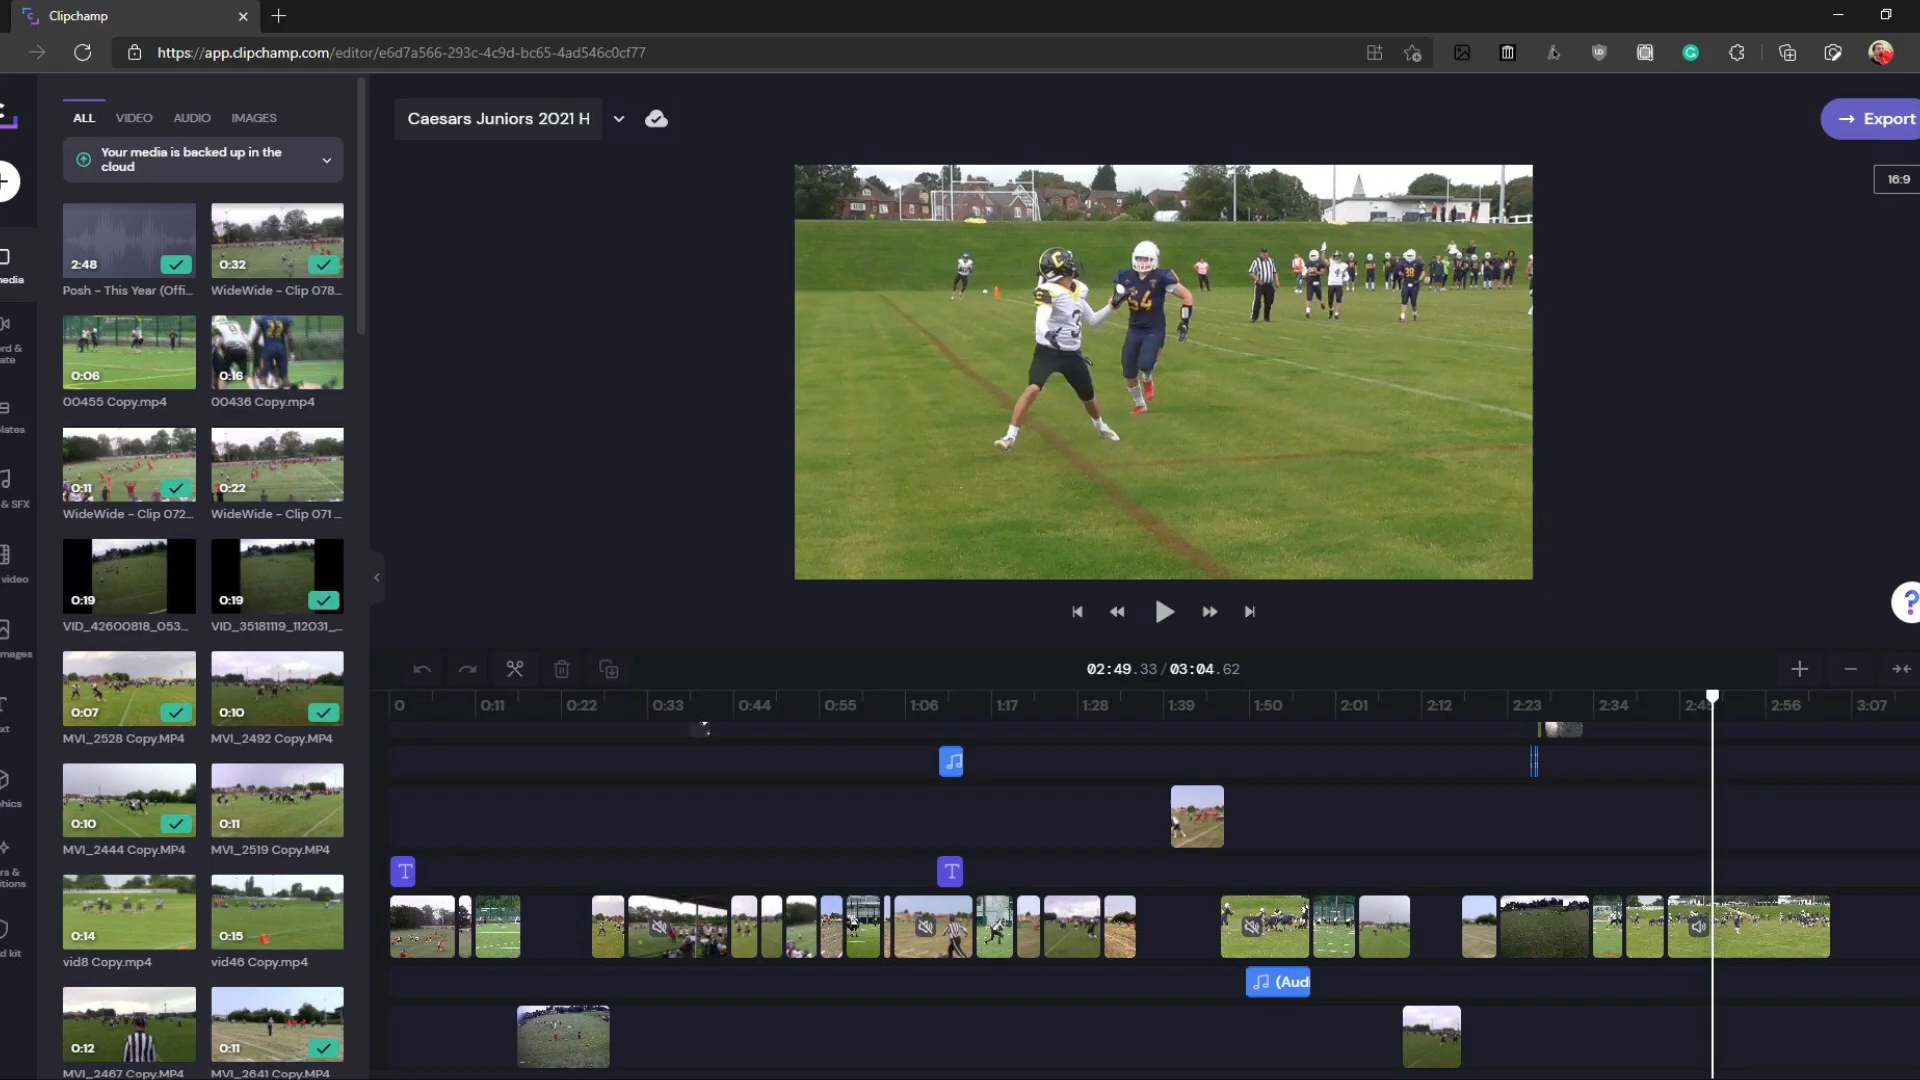 Clipchamp
https://app.clipchamp.com/editor/e6d7a566-293c-4c9d-bc65-4ad546c0cf77
ALL VIDEO AUDIO IMAGES
Your media is backed up in the
cloud
2:48
Posh - This Year (Offi...
0:32
WideWide - Clip 078...
0:06
00455 Copy.mp4
0:16
00436 Copy.mp4
0:11
WideWide - Clip 072...
0:22
WideWide - Clip 071 ...
0:19
VID_42600818_053...
0:19
VID_35181119_112031_...
0:07
MVI_2528 Copy.MP4
0:10
MVI_2492 Copy.MP4
0:10
MVI_2444 Copy.MP4
0:11
MVI_2519 Copy.MP4
0:14
vid8 Copy.mp4
0:15
vid46 Copy.mp4
0:12
MVI_2467 Copy.MP4
0:11
MVI_2641 Copy.MP4
media
rd &
ate
lates
& SFX
video
mages
xt
hics
rs &
itions
d kit
Caesars Juniors 2021 H
Export
16:9
C
3
54
?
02:49.33 / 03:04.62
0 0:11 0:22 0:33 0:44 0:55 1:06 1:17 1:28 1:39 1:50 2:01 2:12 2:23 2:34 2:45 2:56 3:07
T T
(Aud